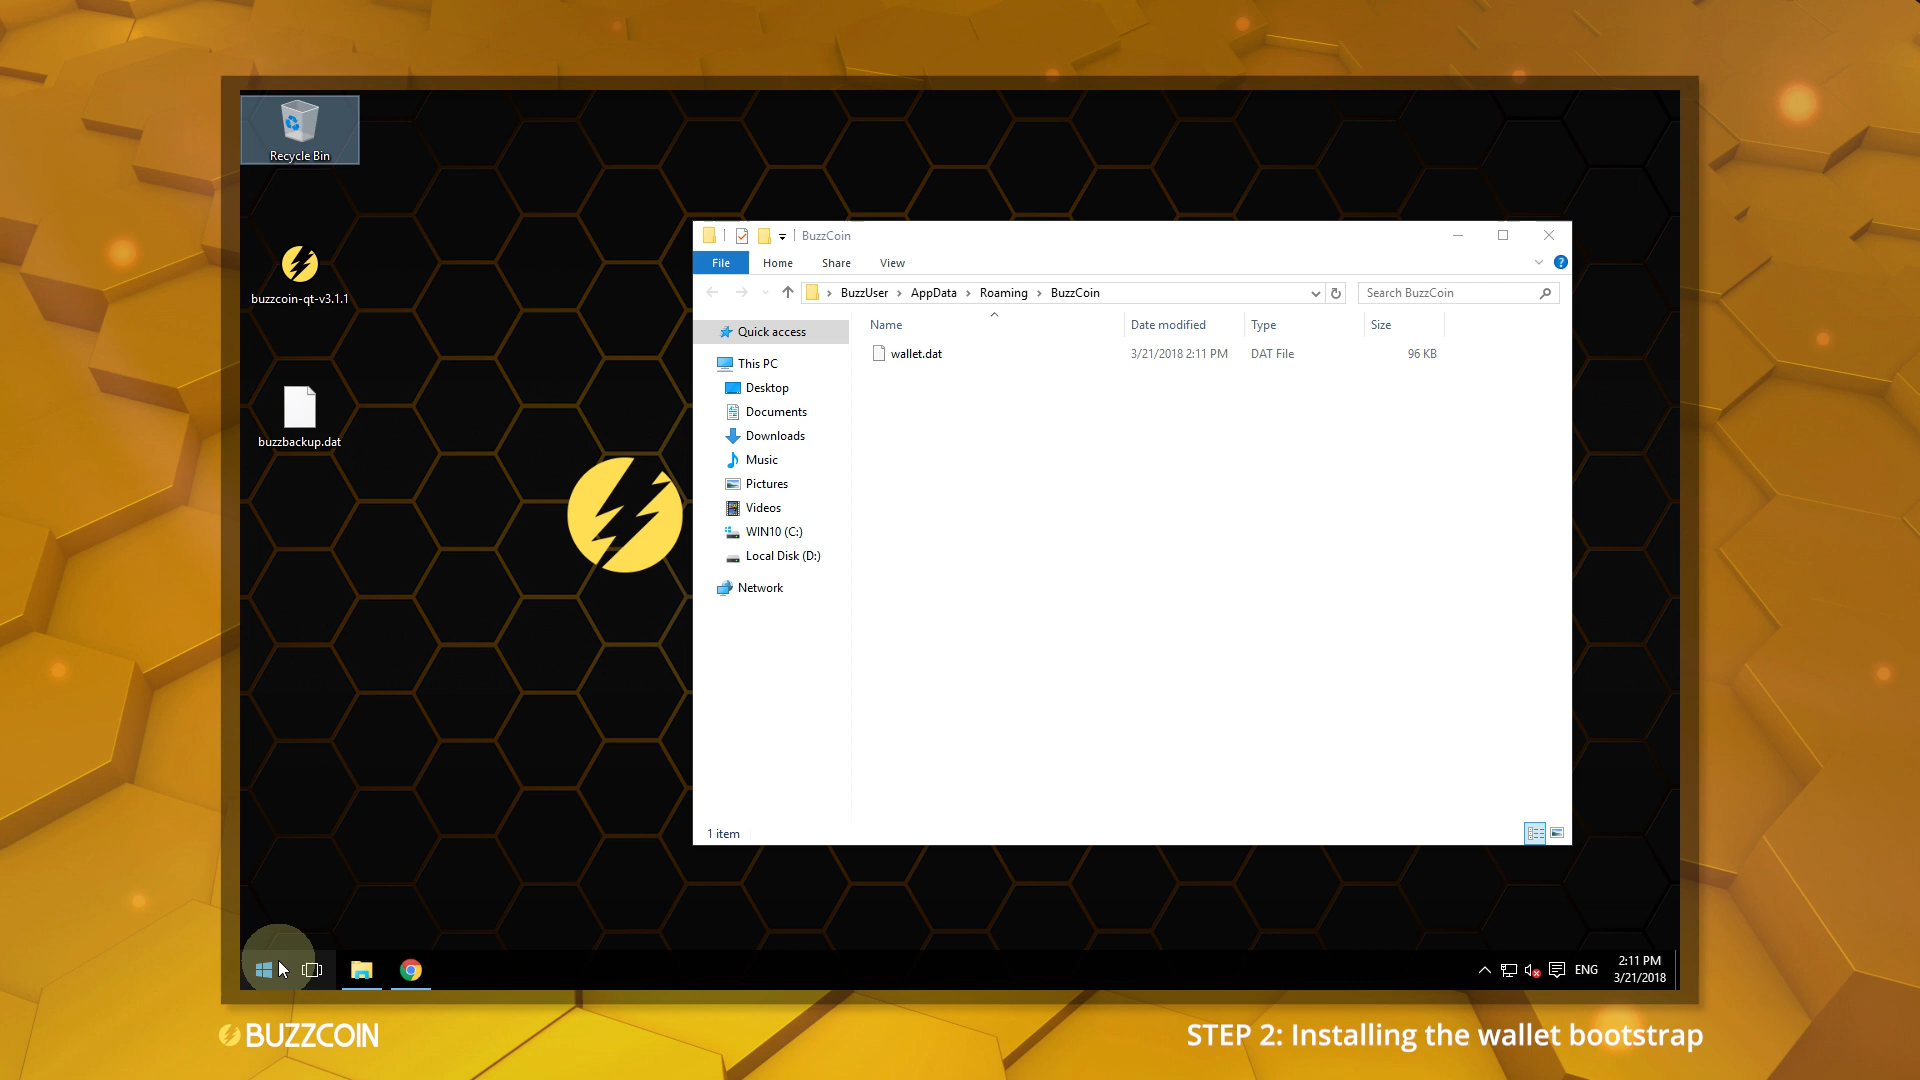 Recycle Bin
buzzcoin-qt-v3.1.1
buzzbackup.dat
BuzzCoin
File Home Share View
BuzzUser AppData Roaming BuzzCoin Search BuzzCoin
Name Date modified Type Size
wallet.dat 3/21/2018 2:11 PM DAT File 96 KB
Quick access
This PC
Desktop
Documents
Downloads
Music
Pictures
Videos
WIN10 (C:)
Local Disk (D:)
Network
1 item
ENG
2:11 PM
3/21/2018
BUZZCOIN
STEP 2: Installing the wallet bootstrap